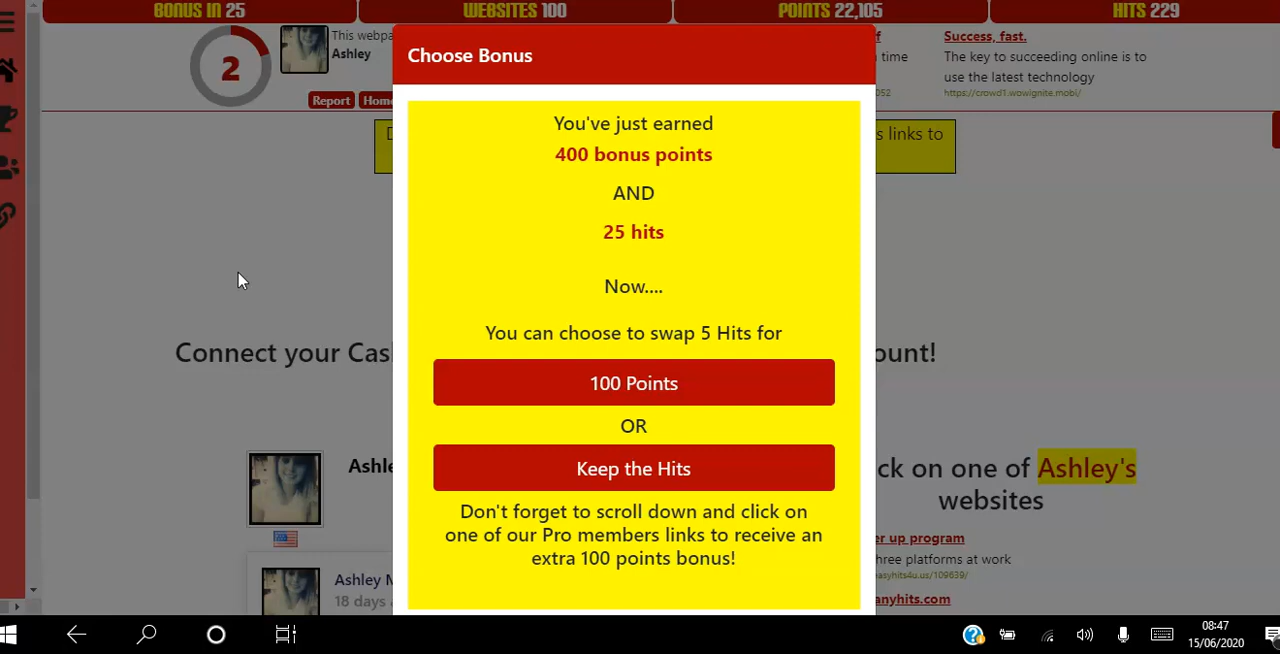 BONUS IN 25
WEBSITES 100
POINTS 22,105
HITS 229
2
This webpa
Ashley
Report
Home
Choose Bonus
Success, fast.
The key to succeeding online is to
use the latest technology
https://crowd1.wowignite.mobi/
f
time
052
s links to
You've just earned
400 bonus points
AND
25 hits
Now....
You can choose to swap 5 Hits for
100 Points
OR
Keep the Hits
Don't forget to scroll down and click on
one of our Pro members links to receive an
extra 100 points bonus!
Connect your Cas
ount!
Ashle
Ashley M
18 days a
ck on one of Ashley's
websites
er up program
hree platforms at work
easyhits4u.us/109639/
anyhits.com
08:47
15/06/2020